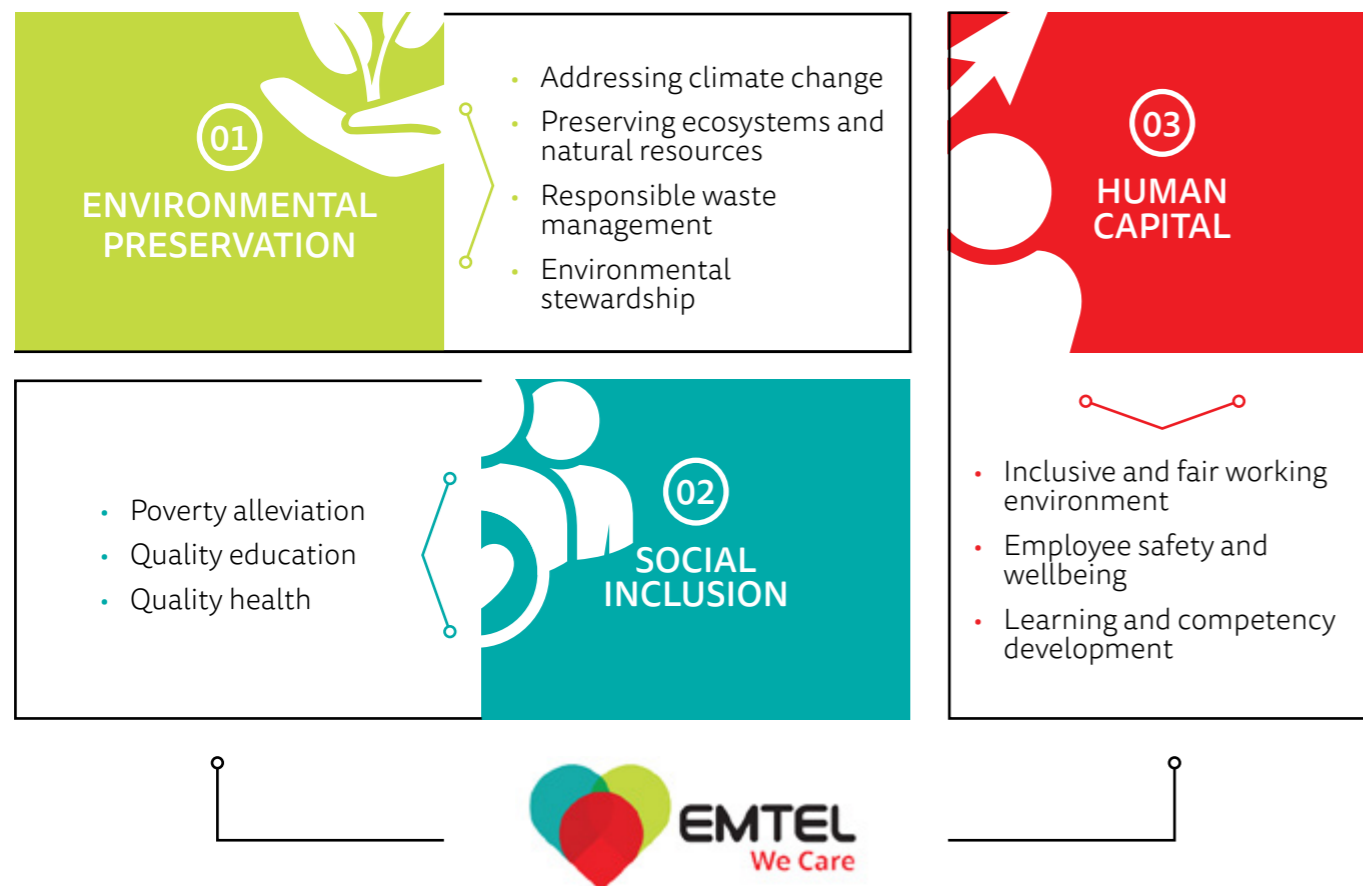 01
ENVIRONMENTAL
PRESERVATION
• Addressing climate change
• Preserving ecosystems and
natural resources
• Responsible waste
management
• Environmental
stewardship
• Poverty alleviation
• Quality education
• Quality health
02
SOCIAL
INCLUSION
03
HUMAN
CAPITAL
• Inclusive and fair working
environment
• Employee safety and
wellbeing
• Learning and competency
development
EMTEL
We Care